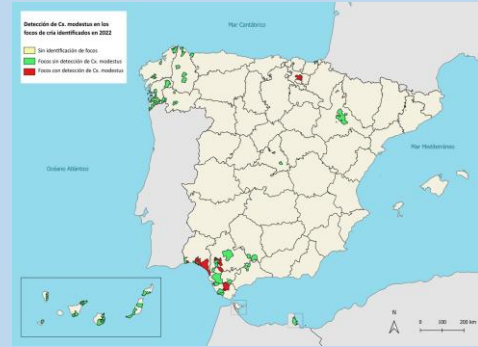 Detección de Cx. modestus en los
focos de cría identificados en 2022
Sin identificación de focos
Focos sin detección de Cx. modestus
Focos con detección de Cx. modestus
Mar Cantábrico
Mar Mediterráneo
Océano Atlántico
N
0 100 200 km